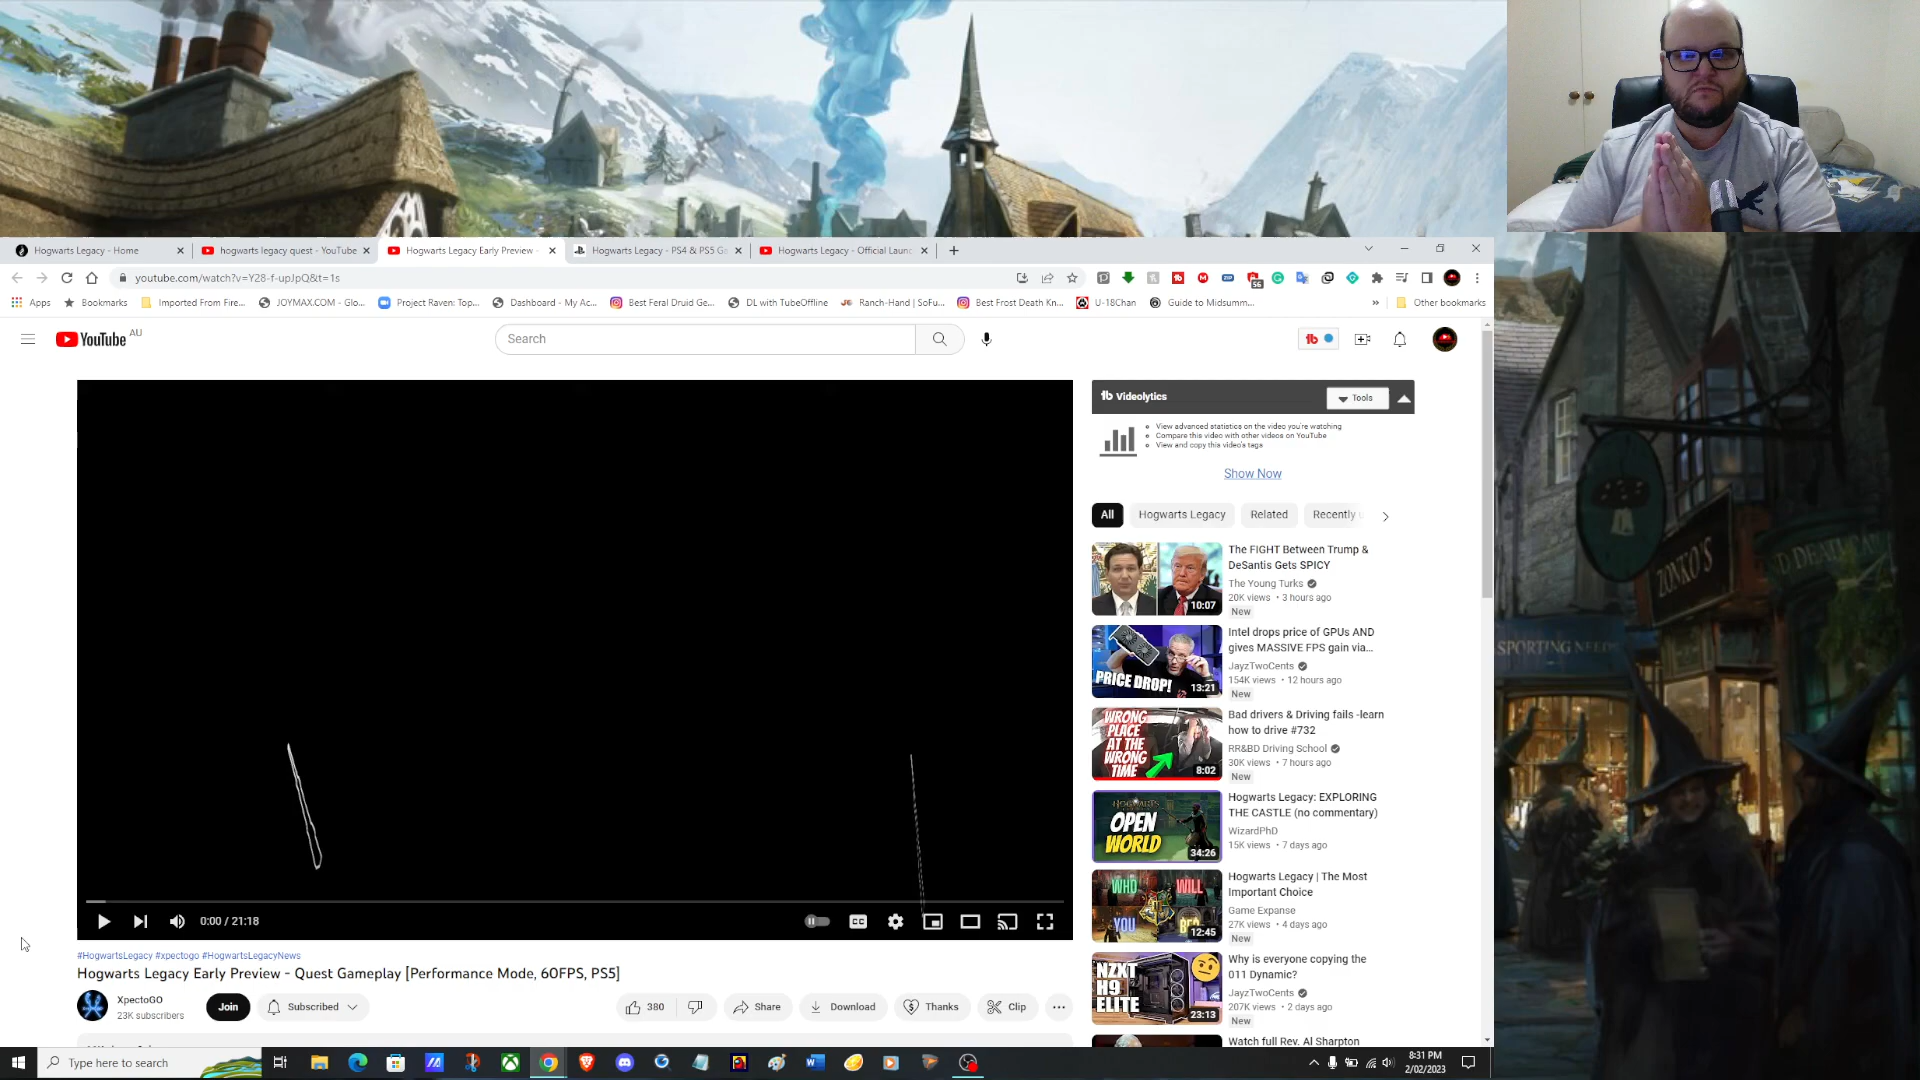 Hogwarts Legacy - Home
hogwarts legacy quest - YouTube
Hogwarts Legacy Early Preview -
Hogwarts Legacy - PS4 & PS5 G
Hogwarts Legacy - Official Launc
youtube.com/watch?v=Y28-f-upJpQ&t=1s
56
Apps
Bookmarks
Imported From Fire...
JOYMAX.COM - Glo...
Project Raven: Top...
Dashboard - My Ac...
Best Feral Druid Ge...
DL with TubeOffline
Ranch-Hand | SoFu...
Best Frost Death Kn...
U-18Chan
Guide to Midsumm...
»
Other bookmarks
YouTube AU
Search
tb
tb Videolytics
Tools
View advanced statistics on the video you're watching
Compare this video with other videos on YouTube
View and copy this video's tags
Show Now
All
Hogwarts Legacy
Related
Recently
The FIGHT Between Trump &
DeSantis Gets SPICY
The Young Turks
20K views • 3 hours ago
New
10:07
Intel drops price of GPUs AND
gives MASSIVE FPS gain via...
JayzTwoCents
154K views • 12 hours ago
New
PRICE DROP!
13:21
Bad drivers & Driving fails -learn
how to drive #732
RR&BD Driving School
30K views • 7 hours ago
New
WRONG
PLACE
AT THE
WRONG
TIME
8:02
Hogwarts Legacy: EXPLORING
THE CASTLE (no commentary)
WizardPhD
15K views • 7 days ago
HOGWARTS
OPEN
WORLD
34:26
Hogwarts Legacy | The Most
Important Choice
Game Expanse
27K views • 4 days ago
New
WHO WILL
YOU BE?
12:45
Why is everyone copying the
011 Dynamic?
JayzTwoCents
207K views • 2 days ago
New
NZXT
H9
ELITE
23:13
Watch full Rev. Al Sharpton
0:00 / 21:18
CC
#HogwartsLegacy #xpectogo #HogwartsLegacyNews
Hogwarts Legacy Early Preview - Quest Gameplay [Performance Mode, 60FPS, PS5]
XpectoGO
23K subscribers
Join
Subscribed
380
Share
Download
Thanks
Clip
ZONKO'S
SPORTING NEEDS
Type here to search
8:31 PM
2/02/2023